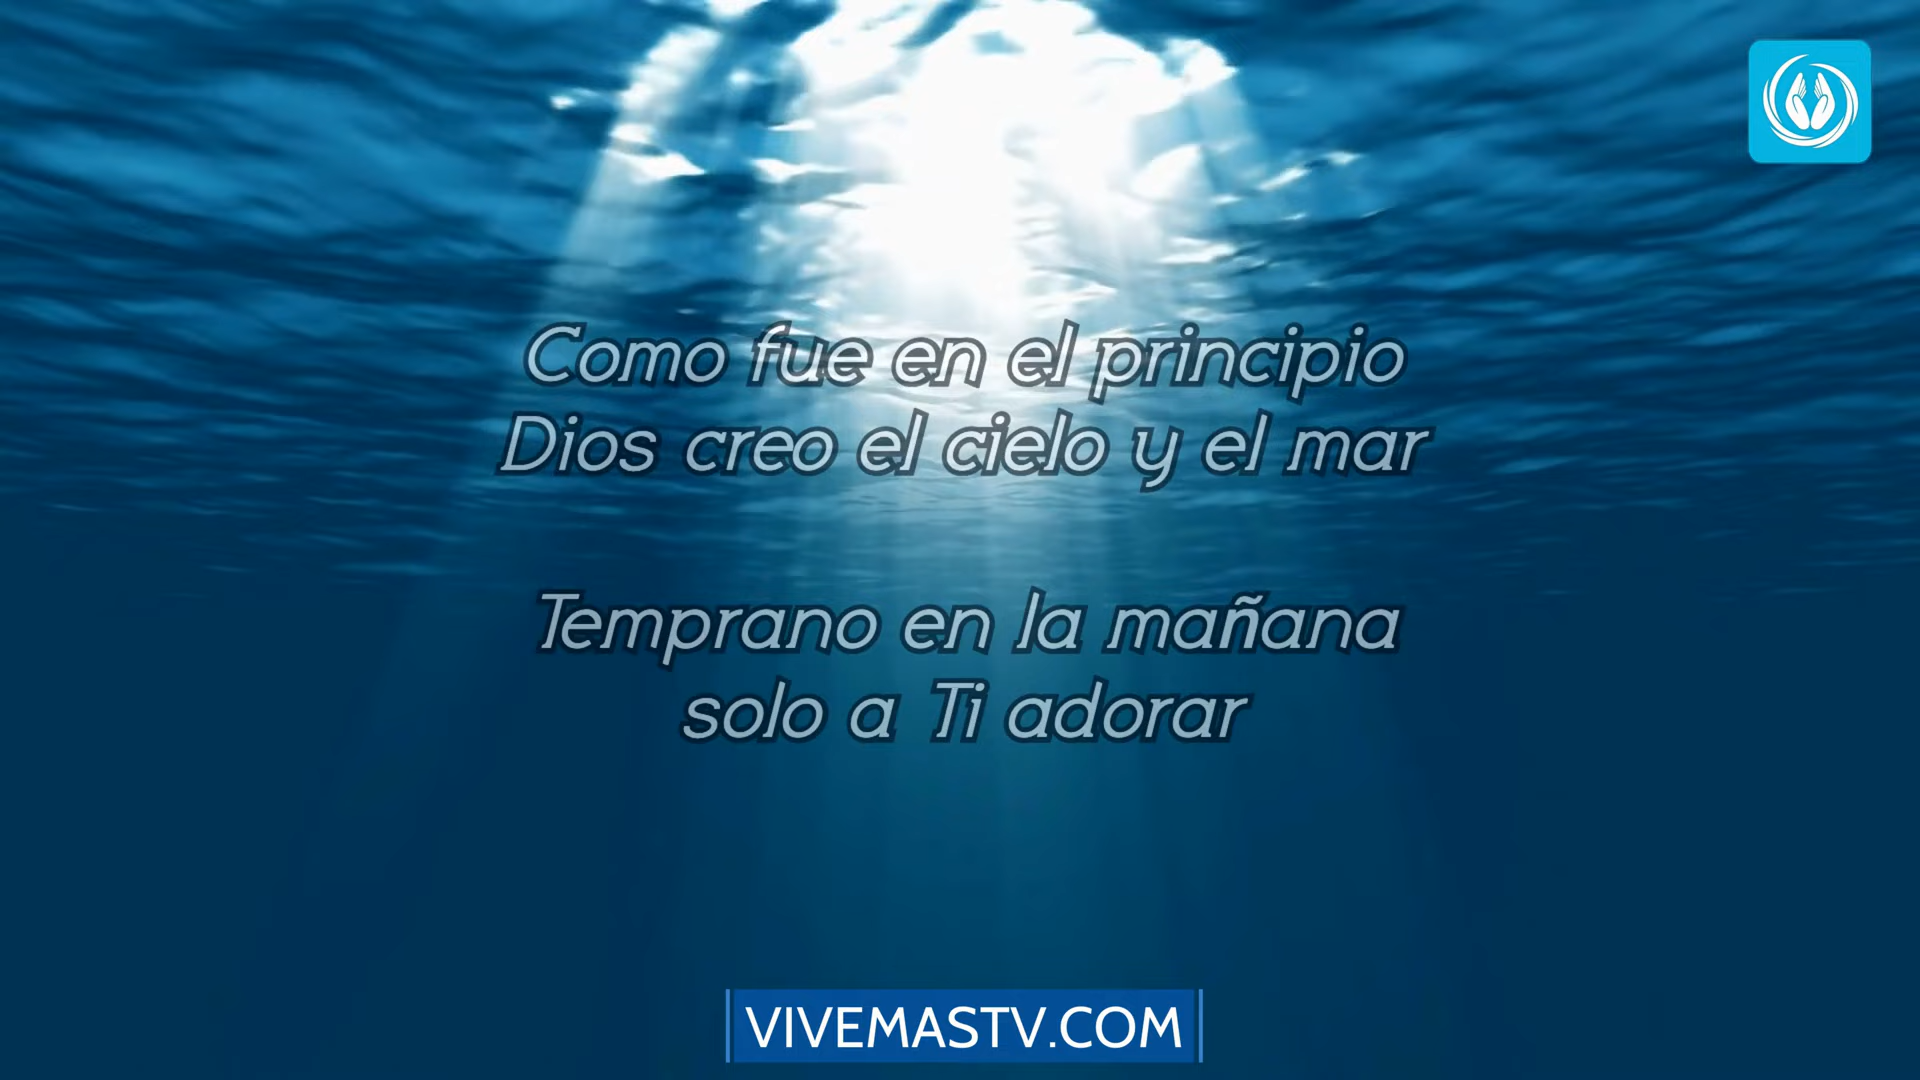 Como fue en el principio
Dios creo el cielo y el mar
Temprano en la mañana
solo a Ti adorar
VIVEMASTV.COM